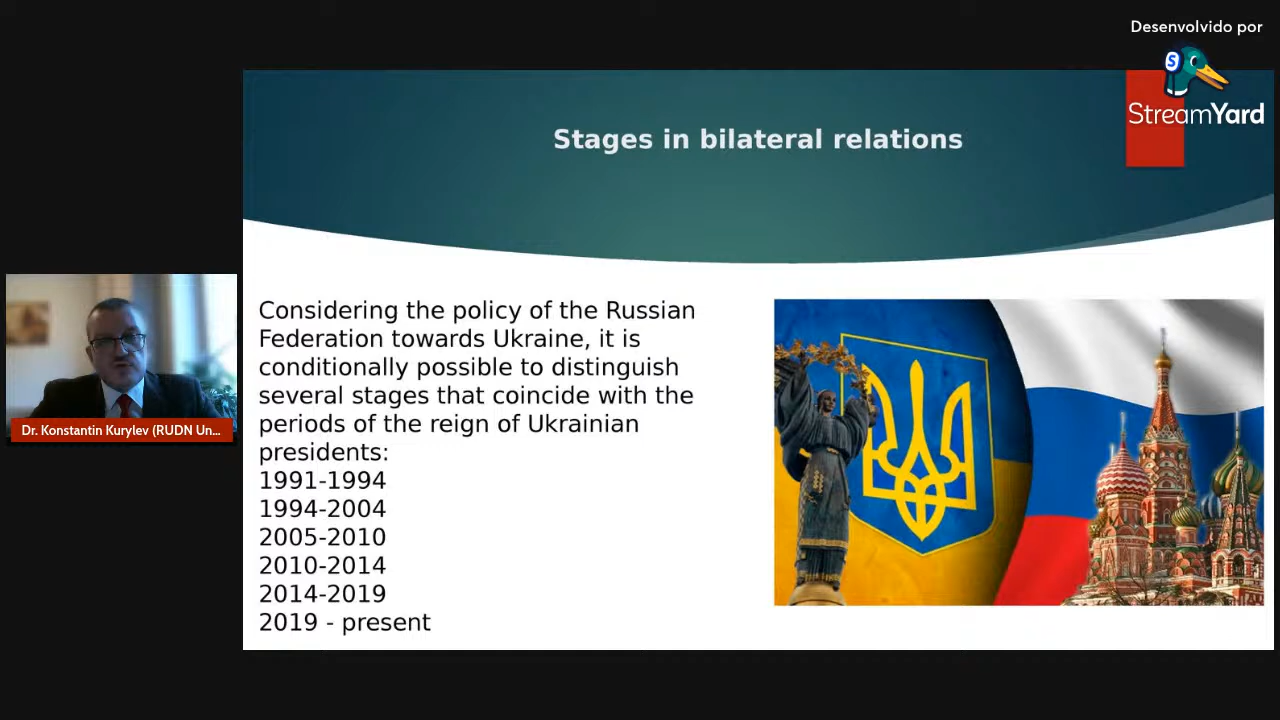 Desenvolvido por
StreamYard
Stages in bilateral relations
Considering the policy of the Russian
Federation towards Ukraine, it is
conditionally possible to distinguish
several stages that coincide with the
periods of the reign of Ukrainian
presidents:
1991-1994
1994-2004
2005-2010
2010-2014
2014-2019
2019 - present
Dr. Konstantin Kurylev (RUDN Un...